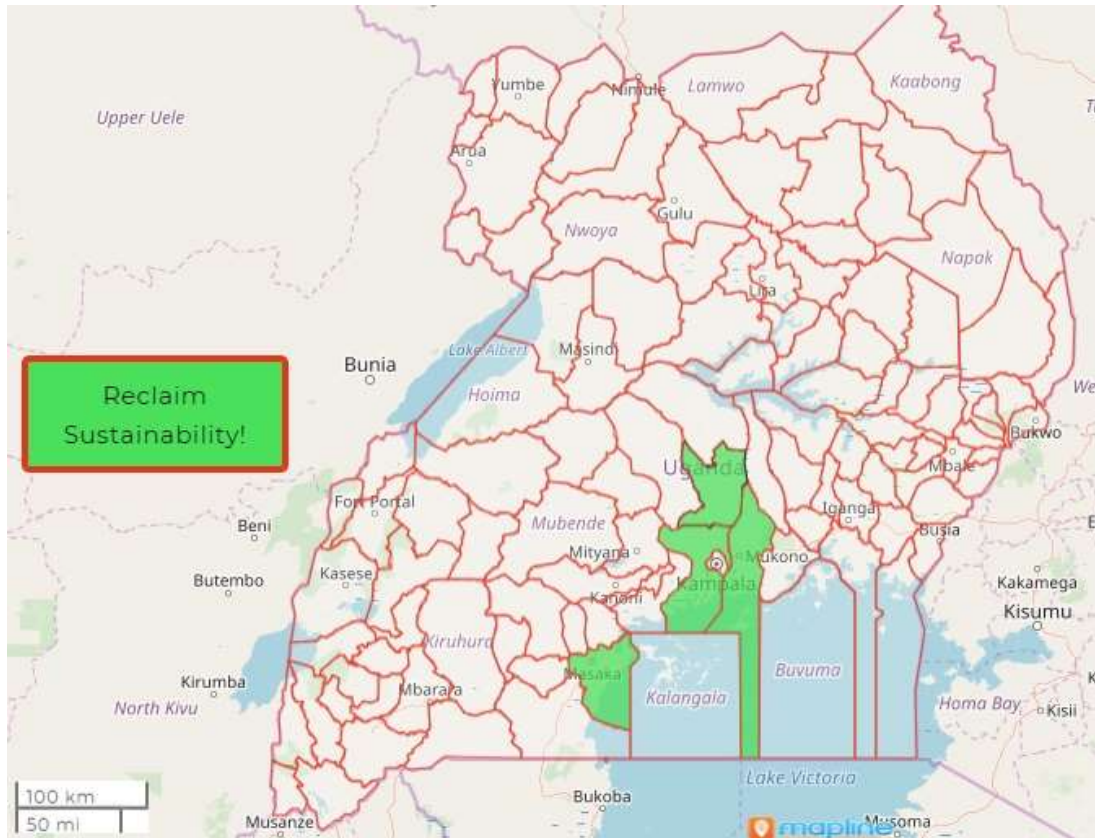 Yumbe
Nimule
Lamwo
Kaabong
Upper Uele
Arua
Gulu
Nwoya
Napak
Lira
Lake Albert
Masindi
Bunia
Hoima
Reclaim
Sustainability!
Bukwo
Uganda
Mbale
Fort Portal
Iganga
Beni
Mubende
Busia
Mityana
Mukono
Butembo
Kasese
Kampala
Kanoni
Kakamega
Kisumu
Kiruhura
Masaka
Kirumba
Mbarara
Kalangala
Buvuma
North Kivu
Homa Bay
Kisii
Lake Victoria
100 km
50 mi
Bukoba
Musanze
Musoma
mapline